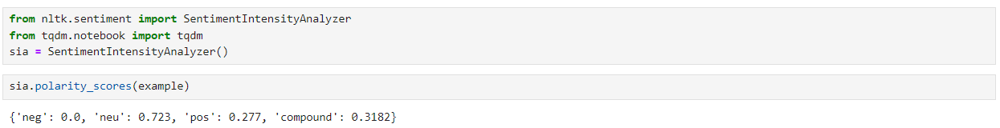 from nltk.sentiment import SentimentIntensityAnalyzer
from tqdm.notebook import tqdm
sia = SentimentIntensityAnalyzer()
sia.polarity_scores(example)
{'neg': 0.0, 'neu': 0.723, 'pos': 0.277, 'compound': 0.3182}